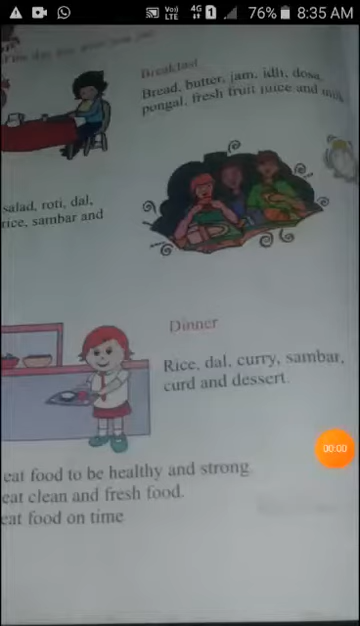 76% 8:35 AM
Breakfast
Bread, butter, jam, idli, dosa,
pongal, fresh fruit juice and milk
salad, roti, dal,
rice, sambar and
Dinner
Rice, dal, curry, sambar,
curd and dessert.
00:00
eat food to be healthy and strong
eat clean and fresh food.
eat food on time